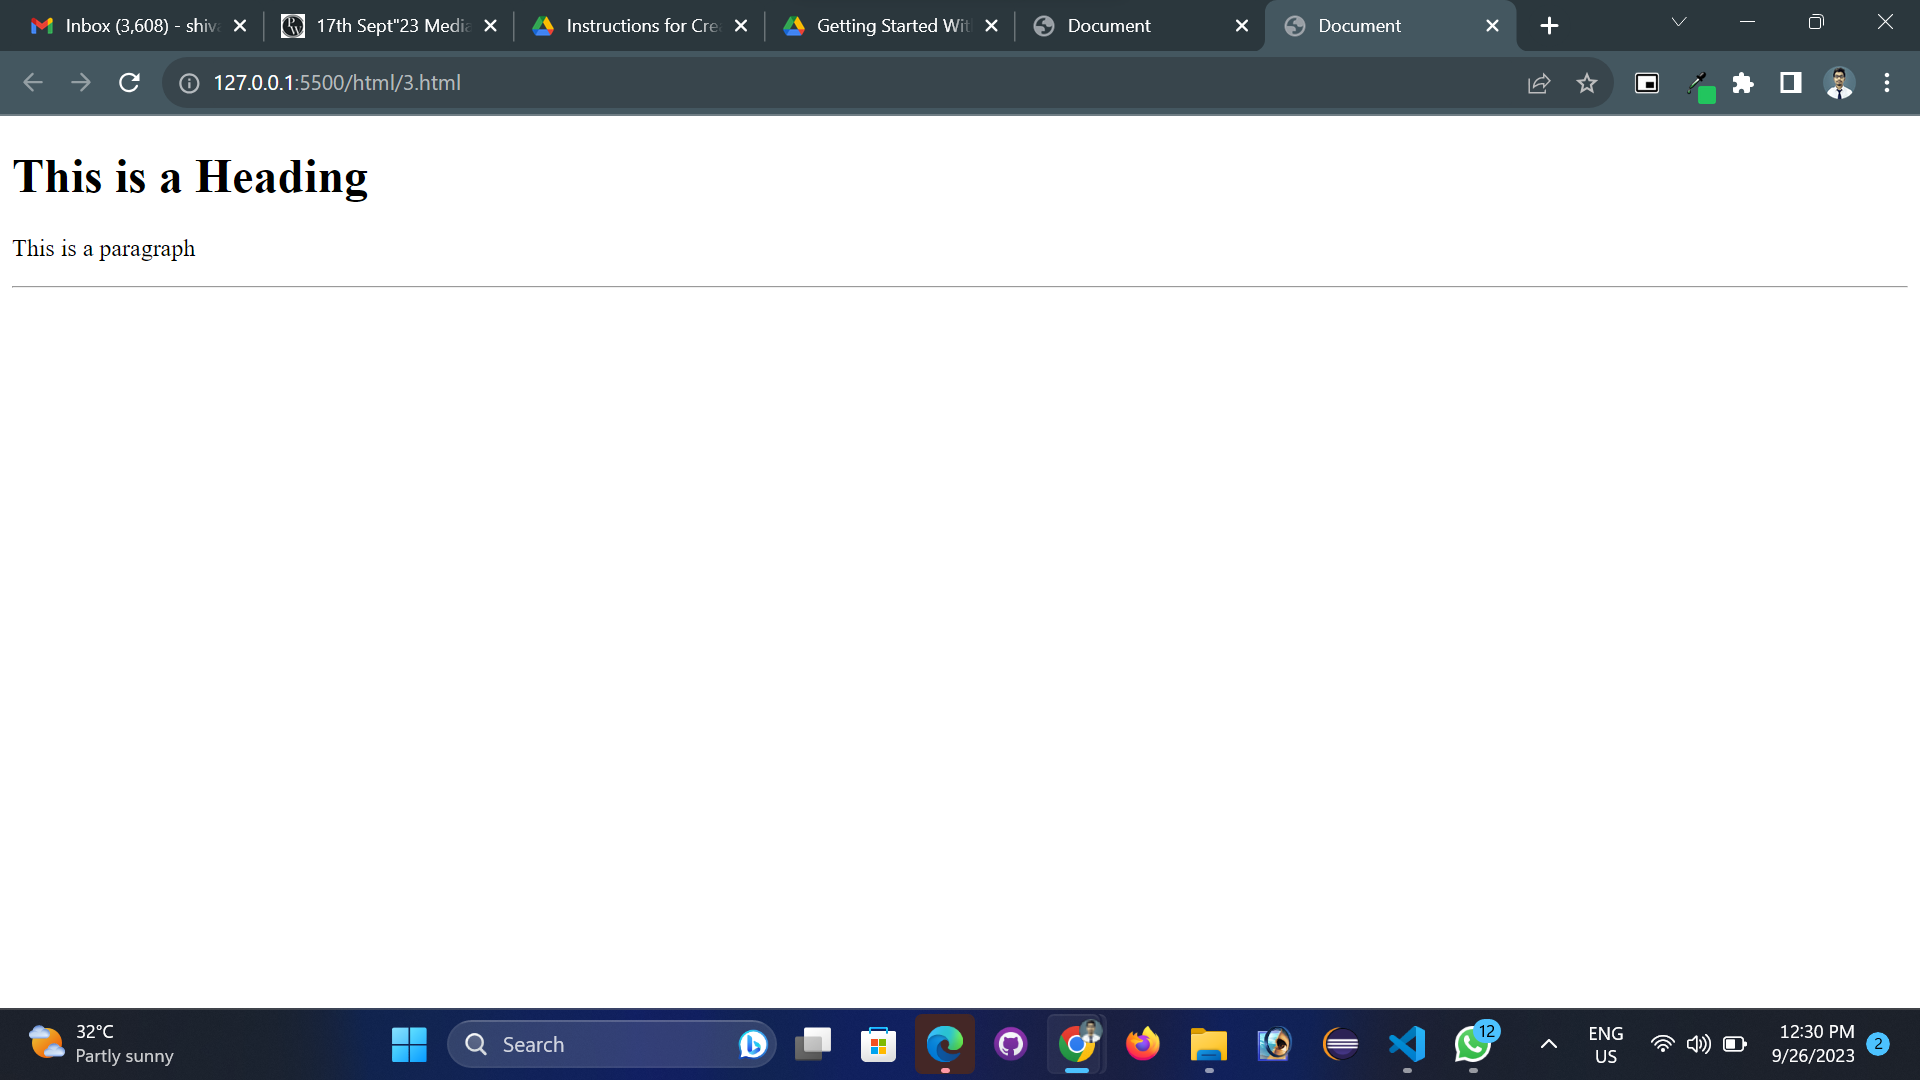 Inbox (3,608) - shiva
17th Sept"23 Media
Instructions for Cre
Getting Started Wit
Document
Document
127.0.0.1:5500/html/3.html
This is a Heading
This is a paragraph
32°C
Partly sunny
Search
12
ENG
US
12:30 PM
9/26/2023
2